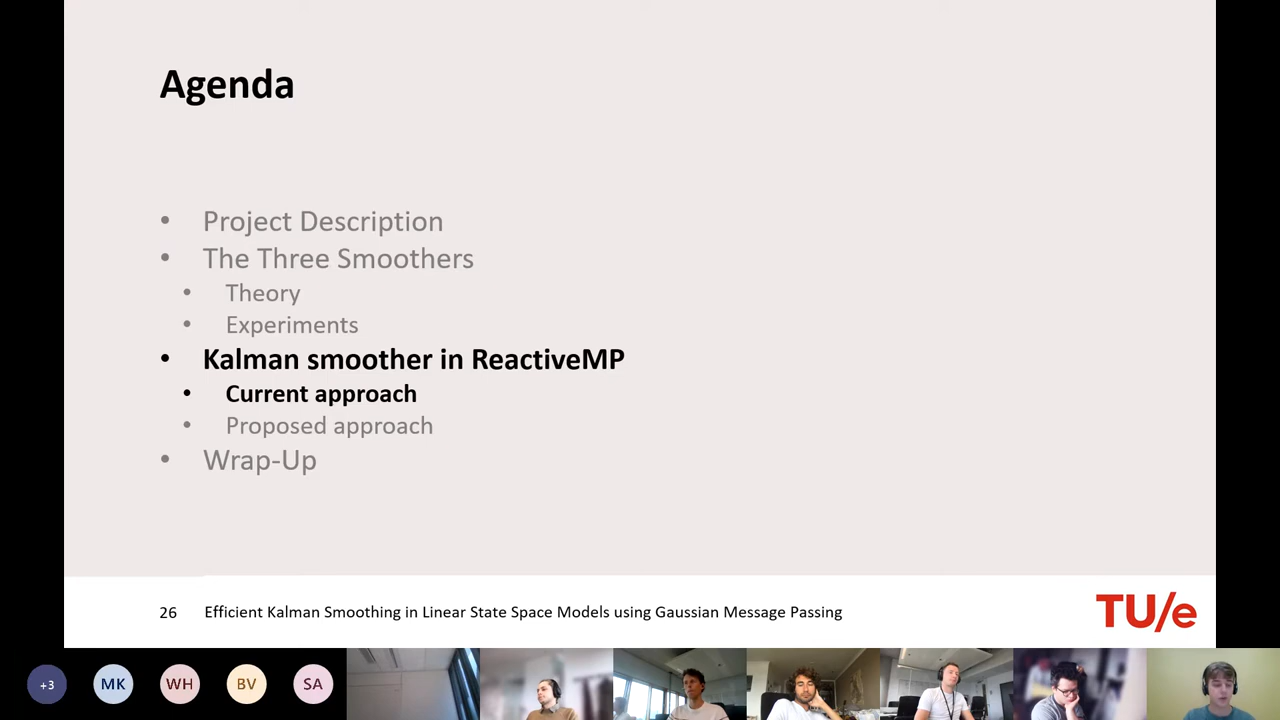 Agenda
• Project Description
• The Three Smoothers
• Theory
• Experiments
• Kalman smoother in ReactiveMP
• Current approach
• Proposed approach
• Wrap-Up
26 Efficient Kalman Smoothing in Linear State Space Models using Gaussian Message Passing
TU/e
+3 MK WH BV SA